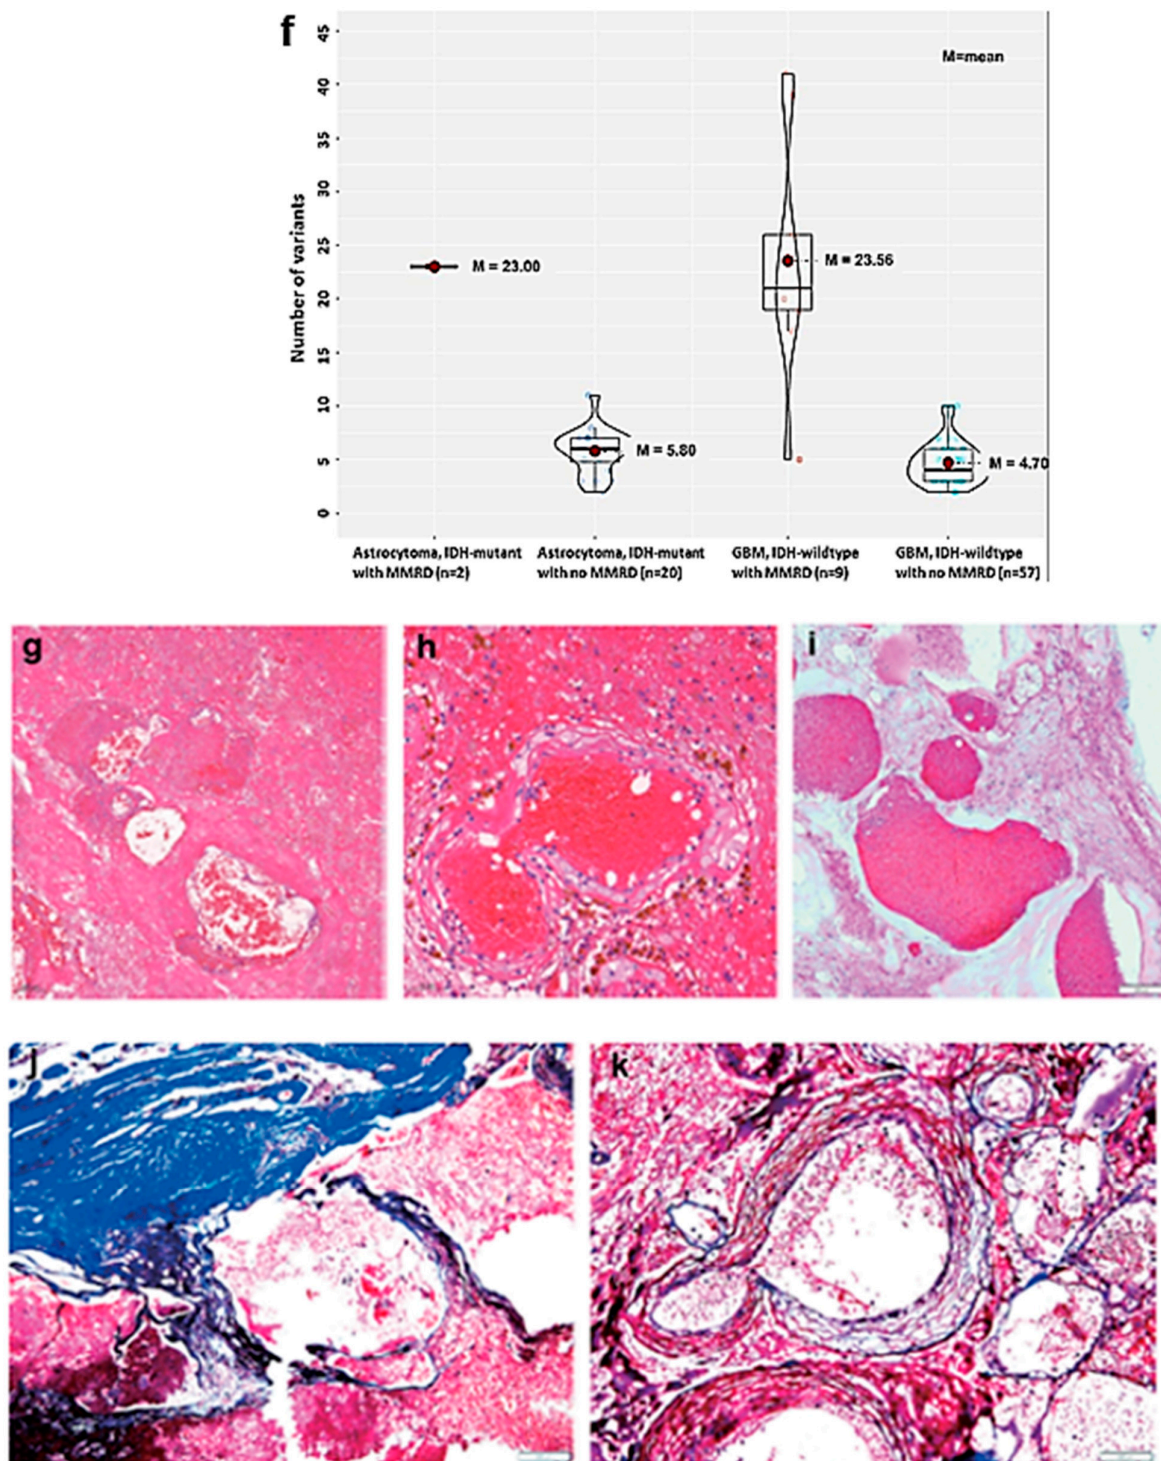 f
M=mean
45
40
35
30
25
20
15
10
5
0
Number of variants
M = 23.00
M = 5.80
M = 23.56
M = 4.70
Astrocytoma, IDH-mutant
with MMRD (n=2)
Astrocytoma, IDH-mutant
with no MMRD (n=20)
GBM, IDH-wildtype
with MMRD (n=9)
GBM, IDH-wildtype
with no MMRD (n=57)
g
h
i
j
k